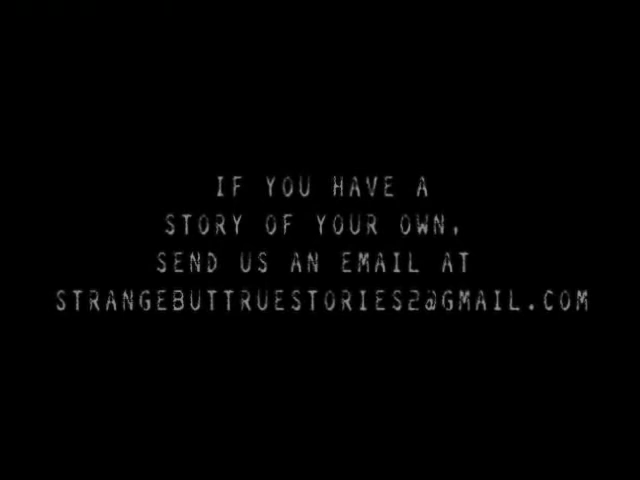 IF YOU HAVE A
STORY OF YOUR OWN,
SEND US AN EMAIL AT
STRANGEBUTTRUESTORIES2@GMAIL.COM